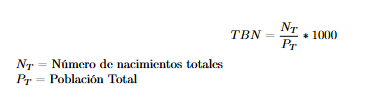 TBN = N_T / P_T * 1000
N_T = Número de nacimientos totales
P_T = Población Total